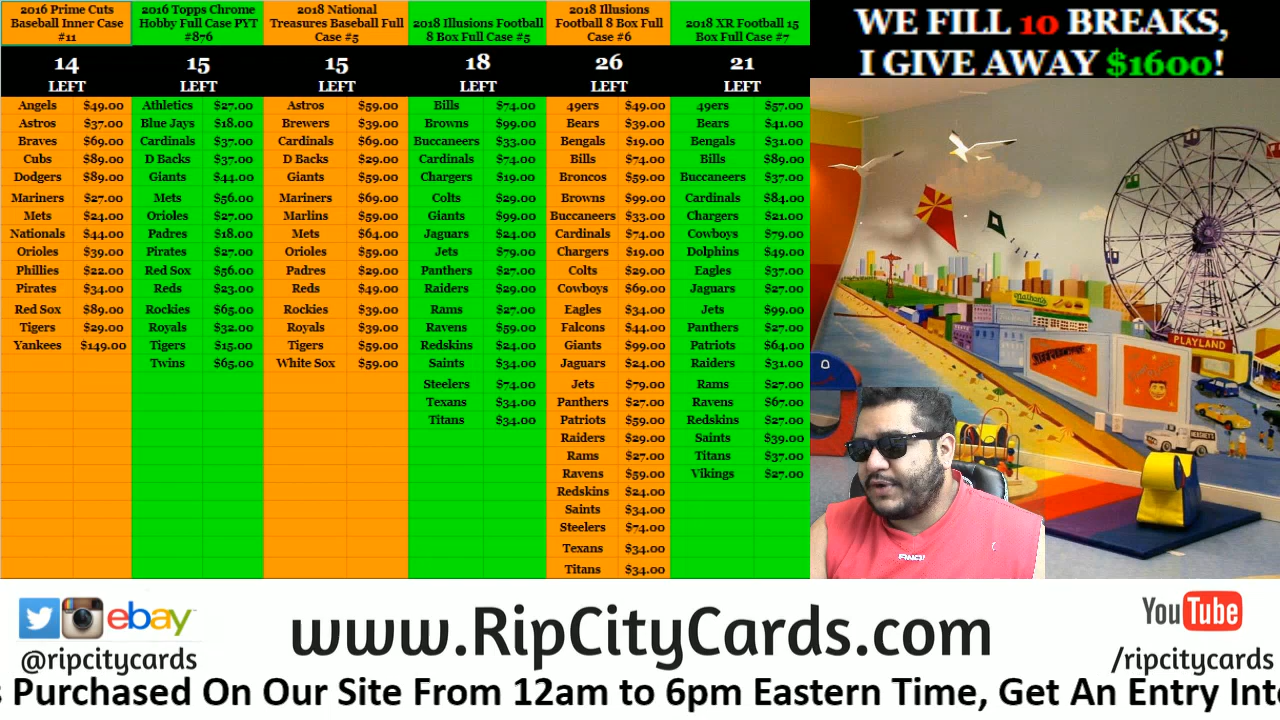 2016 Prime Cuts
Baseball Inner Case
#11
14
LEFT
Angels $49.00
Astros $37.00
Braves $69.00
Cubs $89.00
Dodgers $89.00
Mariners $27.00
Mets $24.00
Nationals $44.00
Orioles $39.00
Phillies $22.00
Pirates $34.00
Red Sox $89.00
Tigers $29.00
Yankees $149.00
2016 Topps Chrome
Hobby Full Case PYT
#876
15
LEFT
Athletics $27.00
Blue Jays $18.00
Cardinals $37.00
D Backs $37.00
Giants $44.00
Mets $56.00
Orioles $27.00
Padres $18.00
Pirates $27.00
Red Sox $56.00
Reds $23.00
Rockies $65.00
Royals $32.00
Tigers $15.00
Twins $65.00
2018 National
Treasures Baseball Full
Case #5
15
LEFT
Astros $59.00
Brewers $39.00
Cardinals $69.00
D Backs $29.00
Giants $59.00
Mariners $69.00
Marlins $59.00
Mets $64.00
Orioles $59.00
Padres $29.00
Reds $49.00
Rockies $39.00
Royals $39.00
Tigers $59.00
White Sox $59.00
2018 Illusions Football
8 Box Full Case #5
18
LEFT
Bills $74.00
Browns $99.00
Buccaneers $33.00
Cardinals $74.00
Chargers $19.00
Colts $29.00
Giants $99.00
Jaguars $24.00
Jets $79.00
Panthers $27.00
Raiders $29.00
Rams $27.00
Ravens $59.00
Redskins $24.00
Saints $34.00
Steelers $74.00
Texans $34.00
Titans $34.00
2018 Illusions
Football 8 Box Full
Case #6
26
LEFT
49ers $49.00
Bears $39.00
Bengals $19.00
Bills $74.00
Broncos $59.00
Browns $99.00
Buccaneers $33.00
Cardinals $74.00
Chargers $19.00
Colts $29.00
Cowboys $69.00
Eagles $34.00
Falcons $44.00
Giants $99.00
Jaguars $24.00
Jets $79.00
Panthers $27.00
Patriots $59.00
Raiders $29.00
Rams $27.00
Ravens $59.00
Redskins $24.00
Saints $34.00
Steelers $74.00
Texans $34.00
Titans $34.00
2018 XR Football 15
Box Full Case #7
21
LEFT
49ers $57.00
Bears $41.00
Bengals $31.00
Bills $89.00
Buccaneers $37.00
Cardinals $84.00
Chargers $21.00
Cowboys $79.00
Dolphins $49.00
Eagles $37.00
Jaguars $27.00
Jets $99.00
Panthers $27.00
Patriots $64.00
Raiders $31.00
Rams $27.00
Ravens $67.00
Redskins $27.00
Saints $39.00
Titans $37.00
Vikings $27.00
WE FILL 10 BREAKS,
I GIVE AWAY $1600!
Nathan's
PLAYLAND
ebay
@ripcitycards
www.RipCityCards.com
YouTube
/ripcitycards
s Purchased On Our Site From 12am to 6pm Eastern Time, Get An Entry Int